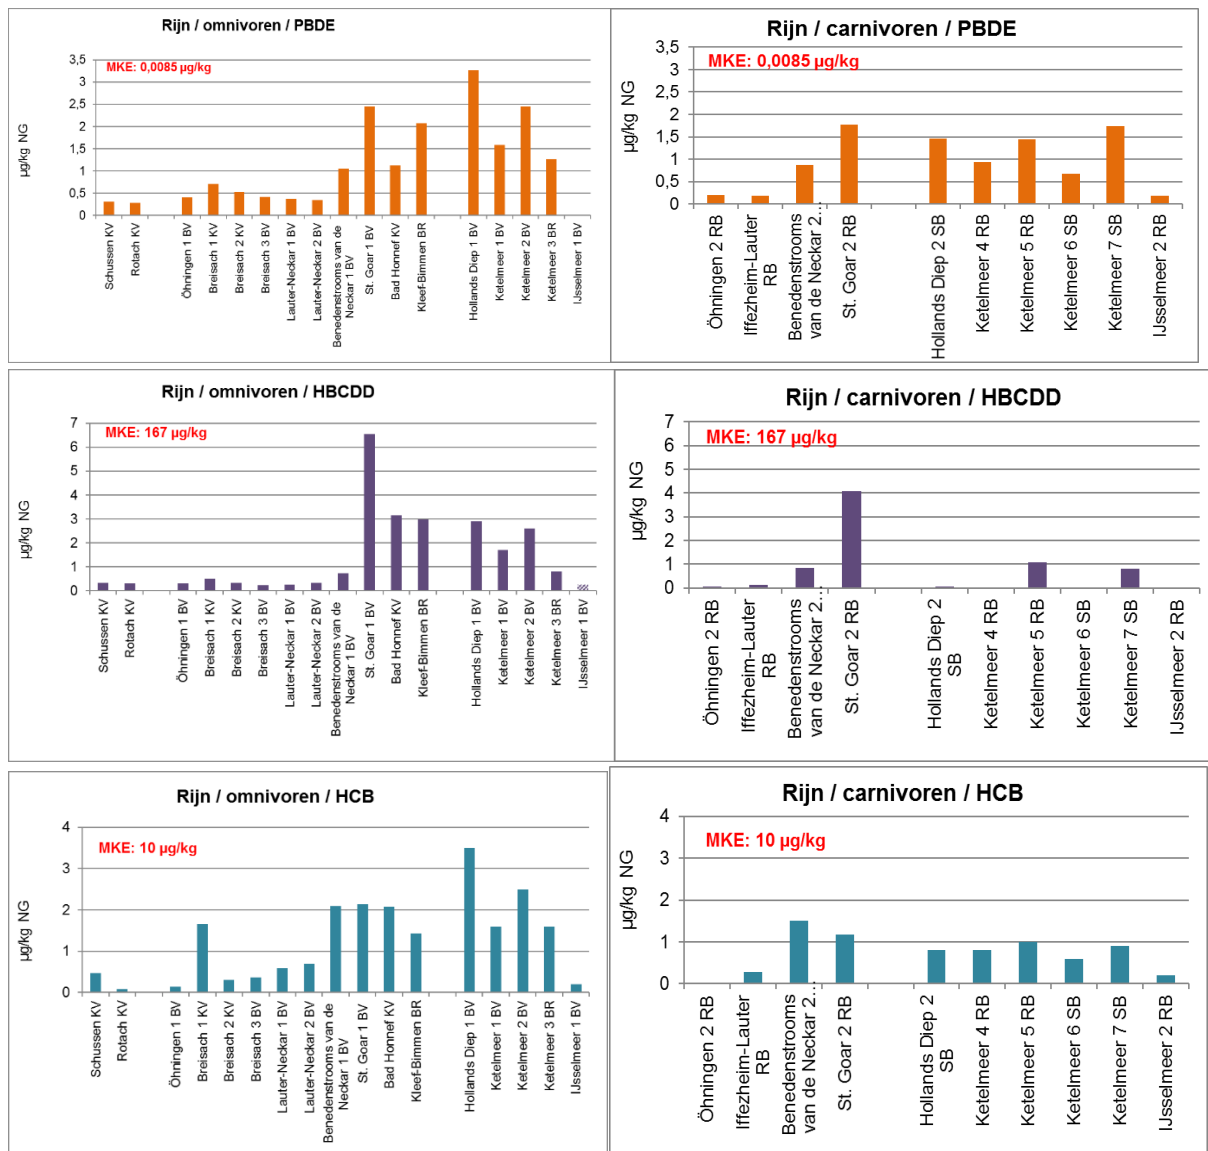 Rijn / omnivoren / PBDE
MKE: 0,0085 µg/kg
µg/kg NG
3,5
3
2,5
2
1,5
1
0,5
0
Schussen KV
Rotach KV
Öhningen 1 BV
Breisach 1 KV
Breisach 2 KV
Breisach 3 BV
Lauter-Neckar 1 BV
Lauter-Neckar 2 BV
Benedenstrooms van de
Neckar 1 BV
St. Goar 1 BV
Bad Honnef KV
Kleef-Bimmen BR
Hollands Diep 1 BV
Ketelmeer 1 BV
Ketelmeer 2 BV
Ketelmeer 3 BR
IJsselmeer 1 BV
Rijn / carnivoren / PBDE
MKE: 0,0085 µg/kg
µg/kg NG
3,5
3
2,5
2
1,5
1
0,5
0
Öhningen 2 RB
Iffezheim-Lauter
RB
Benedenstrooms
van de Neckar 2…
St. Goar 2 RB
Hollands Diep 2 SB
Ketelmeer 4 RB
Ketelmeer 5 RB
Ketelmeer 6 SB
Ketelmeer 7 SB
IJsselmeer 2 RB
Rijn / omnivoren / HBCDD
MKE: 167 µg/kg
µg/kg NG
7
6
5
4
3
2
1
0
Schussen KV
Rotach KV
Öhningen 1 BV
Breisach 1 KV
Breisach 2 KV
Breisach 3 BV
Lauter-Neckar 1 BV
Lauter-Neckar 2 BV
Benedenstrooms van de
Neckar 1 BV
St. Goar 1 BV
Bad Honnef KV
Kleef-Bimmen BR
Hollands Diep 1 BV
Ketelmeer 1 BV
Ketelmeer 2 BV
Ketelmeer 3 BR
IJsselmeer 1 BV
Rijn / carnivoren / HBCDD
MKE: 167 µg/kg
µg/kg NG
7
6
5
4
3
2
1
0
Öhningen 2 RB
Iffezheim-Lauter
RB
Benedenstrooms
van de Neckar 2…
St. Goar 2 RB
Hollands Diep 2
SB
Ketelmeer 4 RB
Ketelmeer 5 RB
Ketelmeer 6 SB
Ketelmeer 7 SB
IJsselmeer 2 RB
Rijn / omnivoren / HCB
MKE: 10 µg/kg
µg/kg NG
4
3
2
1
0
Schussen KV
Rotach KV
Öhningen 1 BV
Breisach 1 KV
Breisach 2 KV
Breisach 3 BV
Lauter-Neckar 1 BV
Lauter-Neckar 2 BV
Benedenstrooms van de
Neckar 1 BV
St. Goar 1 BV
Bad Honnef KV
Kleef-Bimmen BR
Hollands Diep 1 BV
Ketelmeer 1 BV
Ketelmeer 2 BV
Ketelmeer 3 BR
IJsselmeer 1 BV
Rijn / carnivoren / HCB
MKE: 10 µg/kg
µg/kg NG
4
3
2
1
0
Öhningen 2 RB
Iffezheim-Lauter
RB
Benedenstrooms
van de Neckar 2…
St. Goar 2 RB
Hollands Diep 2
SB
Ketelmeer 4 RB
Ketelmeer 5 RB
Ketelmeer 6 SB
Ketelmeer 7 SB
IJsselmeer 2 RB